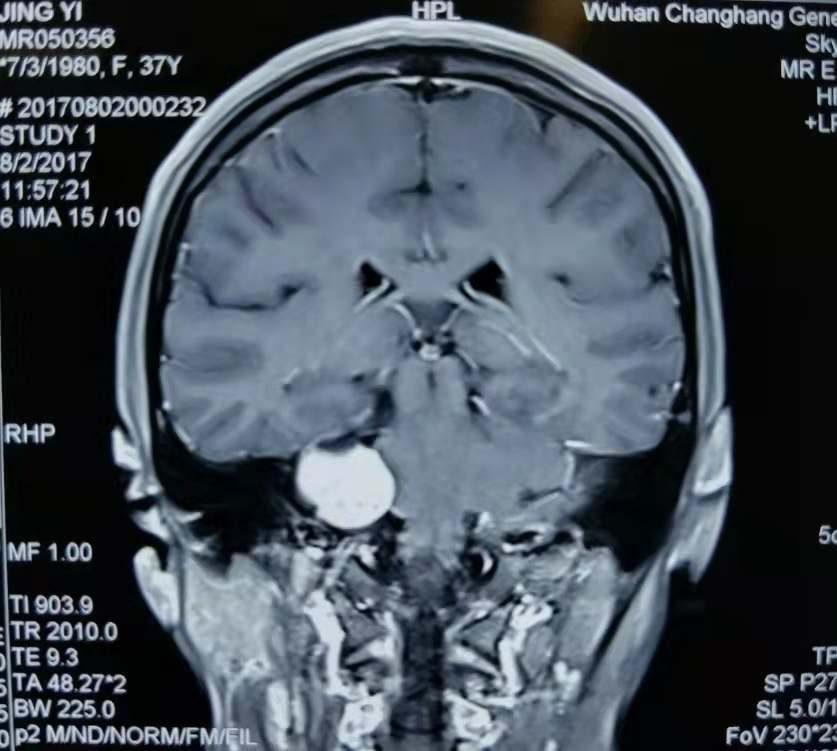 JING YI
MR050356
*7/3/1980, F, 37Y
# 20170802000232
STUDY 1
8/2/2017
11:57:21
6 IMA 15 / 10
HPL
Wuhan Changhang Gene
Sky
MR E
HF
+LP
RHP
MF 1.00
TI 903.9
TR 2010.0
TE 9.3
TA 48.27*2
BW 225.0
p2 M/ND/NORM/FM/FIL
TP
SP P27
SL 5.0/1
FoV 230*2